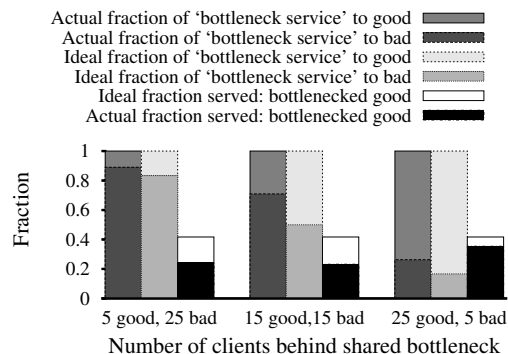 Actual fraction of ‘bottleneck service’ to good
Actual fraction of ‘bottleneck service’ to bad
Ideal fraction of ‘bottleneck service’ to good
Ideal fraction of ‘bottleneck service’ to bad
Ideal fraction served: bottlenecked good
Actual fraction served: bottlenecked good
1
0.8
0.6
0.4
0.2
0
Fraction
5 good, 25 bad 15 good,15 bad 25 good, 5 bad
Number of clients behind shared bottleneck